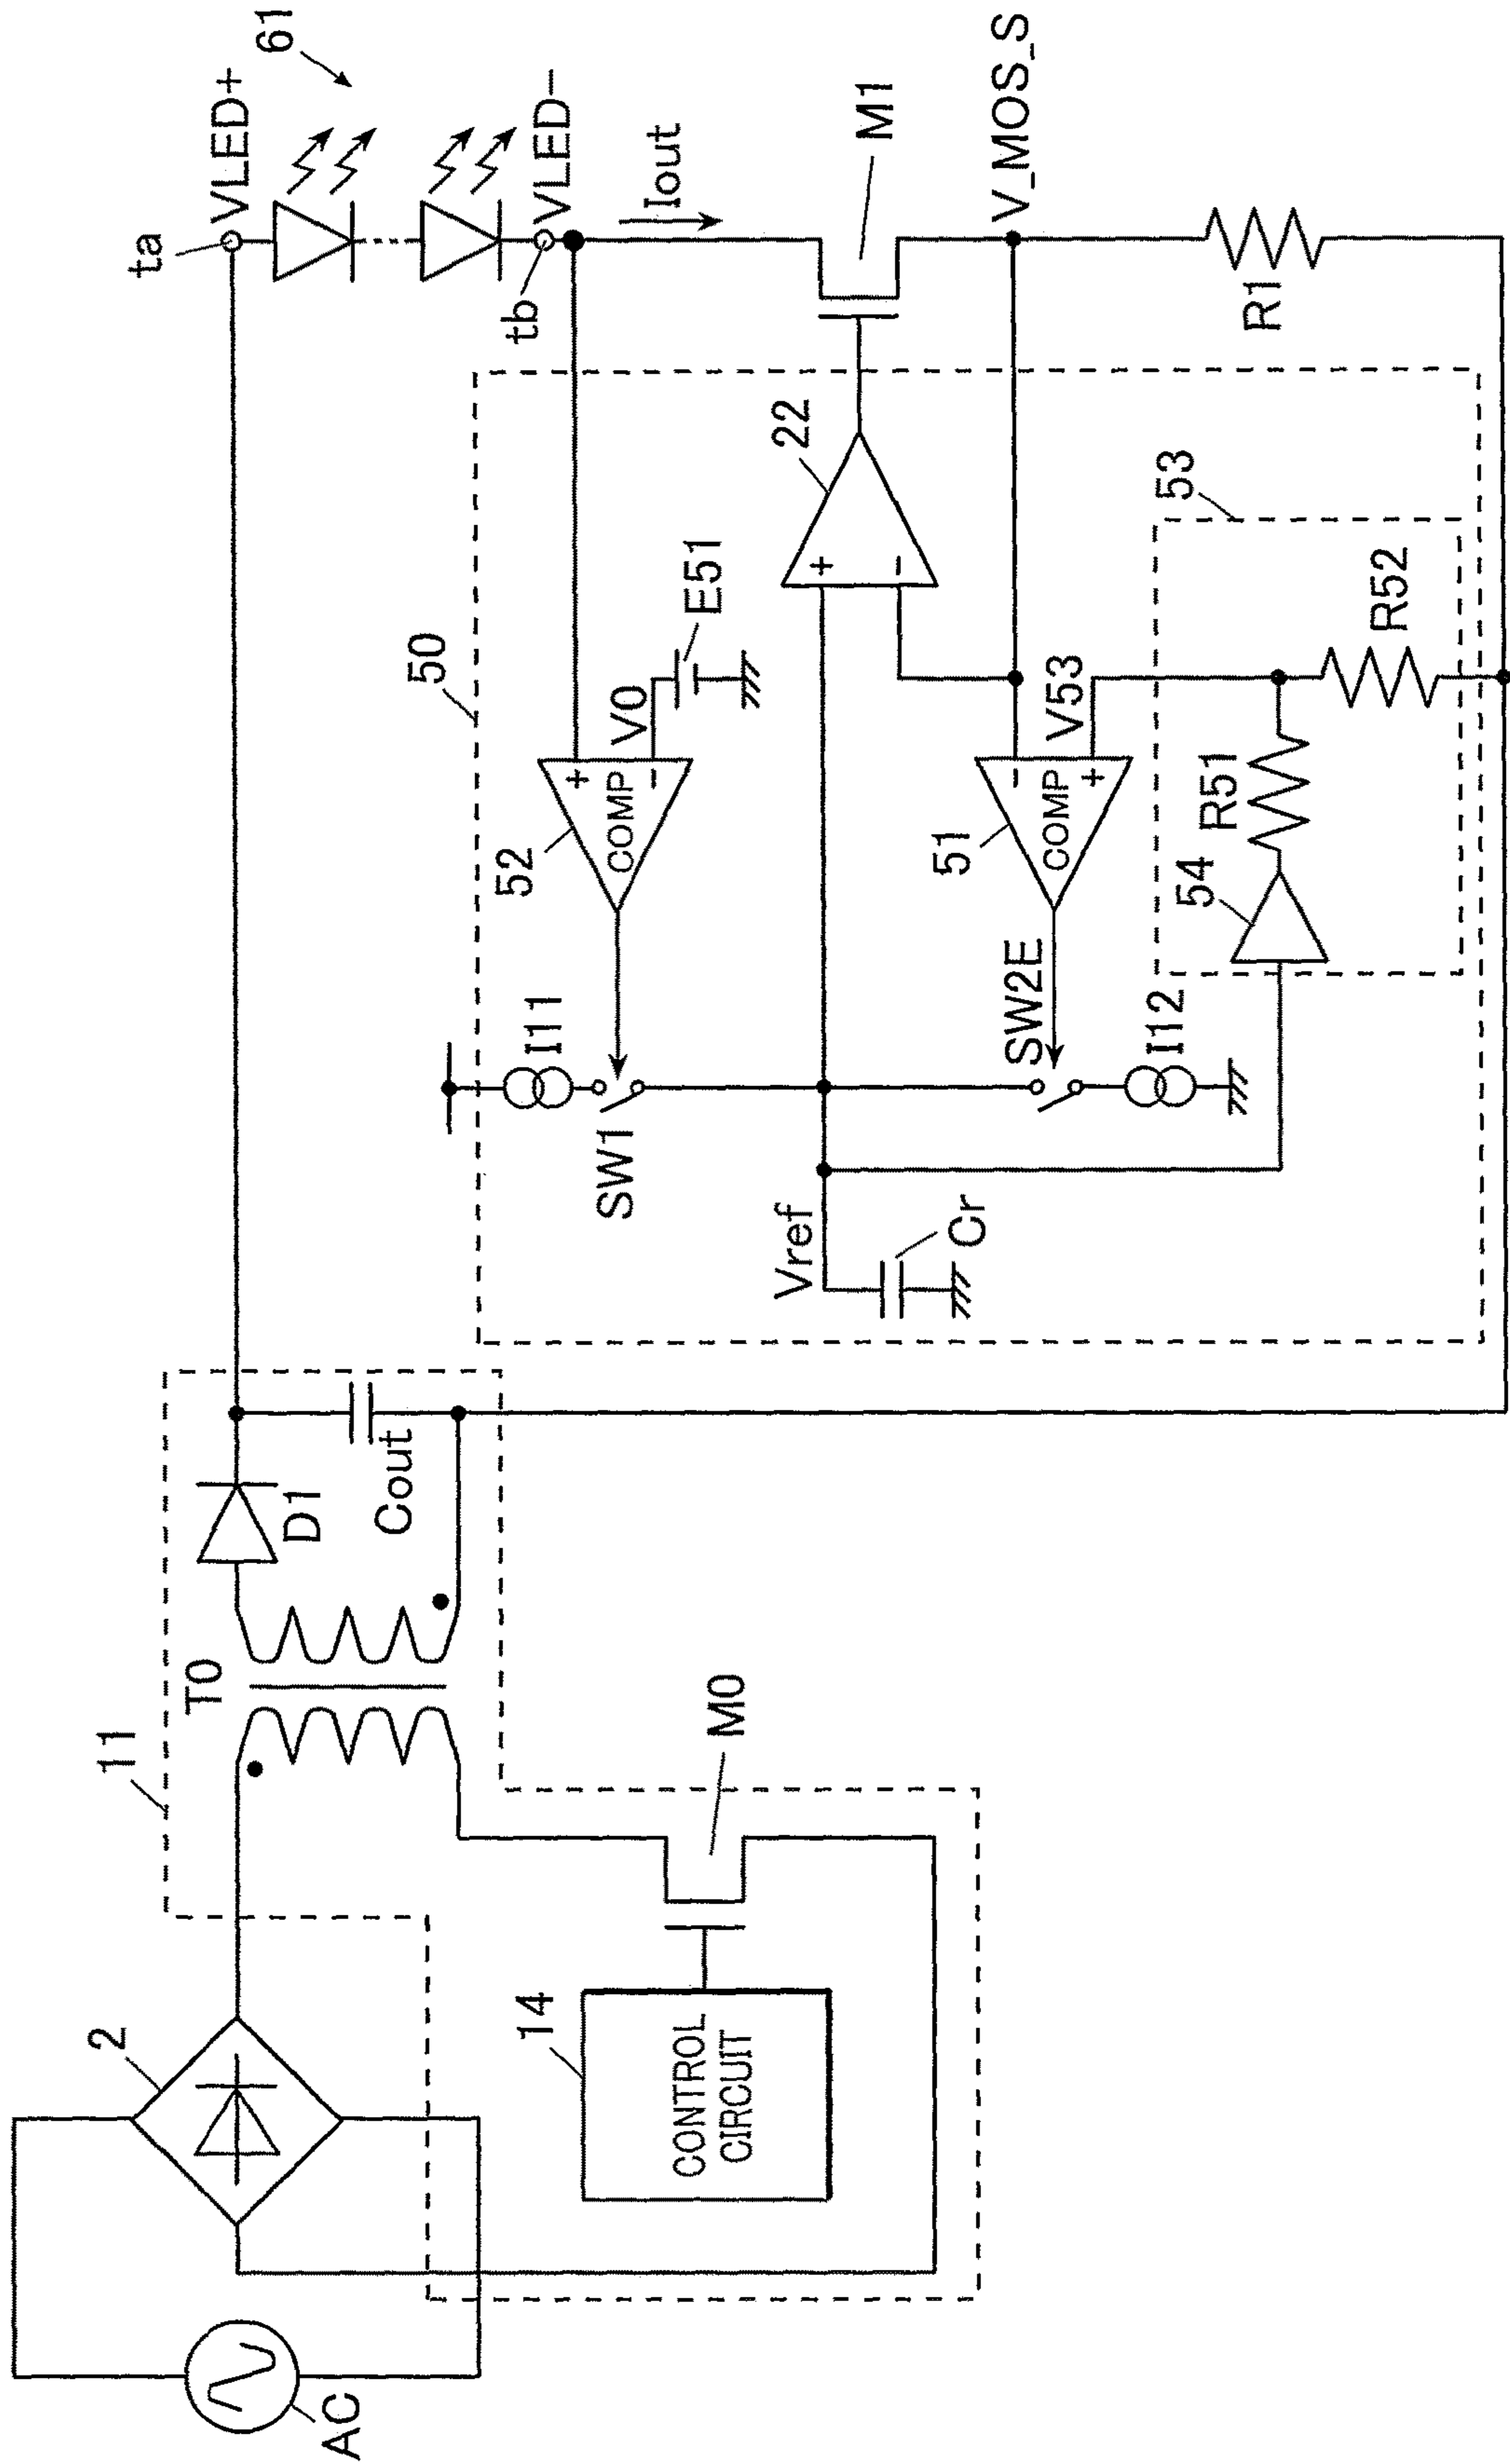 61
VLED+
ta
VLED-
tb
Iout
M1
V_MOS_S
R1
50
22
+
-
E51
V0
+
-
COMP
52
53
R52
V53
-
+
COMP
51
R51
54
I11
SW1
SW2E
I12
Vref
Cr
11
D1
Cout
T0
M0
2
14
CONTROL
CIRCUIT
AC